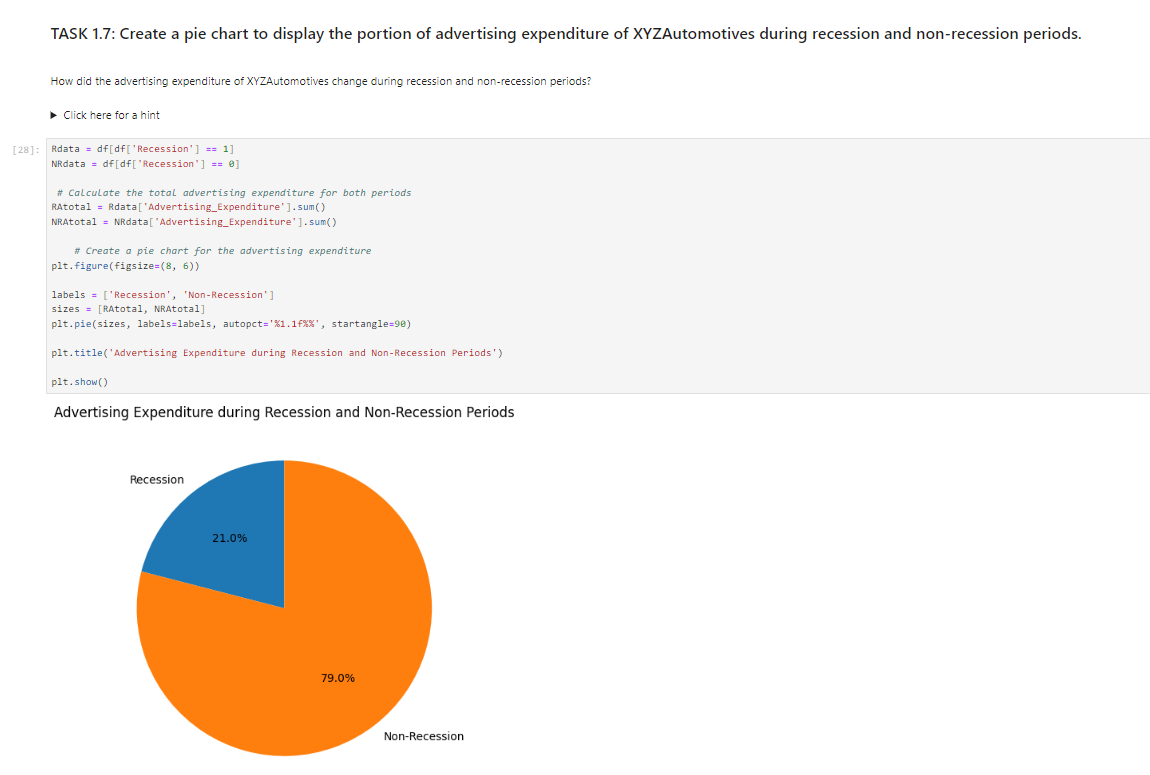 TASK 1.7: Create a pie chart to display the portion of advertising expenditure of XYZAutomotives during recession and non-recession periods.
How did the advertising expenditure of XYZAutomotives change during recession and non-recession periods?
▶ Click here for a hint
[28]:
Rdata = df[df['Recession'] == 1]
NRdata = df[df['Recession'] == 0]
# Calculate the total advertising expenditure for both periods
RAtotal = Rdata['Advertising_Expenditure'].sum()
NRAtotal = NRdata['Advertising_Expenditure'].sum()
# Create a pie chart for the advertising expenditure
plt.figure(figsize=(8, 6))
labels = ['Recession', 'Non-Recession']
sizes = [RAtotal, NRAtotal]
plt.pie(sizes, labels=labels, autopct='%1.1f%%', startangle=90)
plt.title('Advertising Expenditure during Recession and Non-Recession Periods')
plt.show()
Advertising Expenditure during Recession and Non-Recession Periods
Recession
21.0%
79.0%
Non-Recession